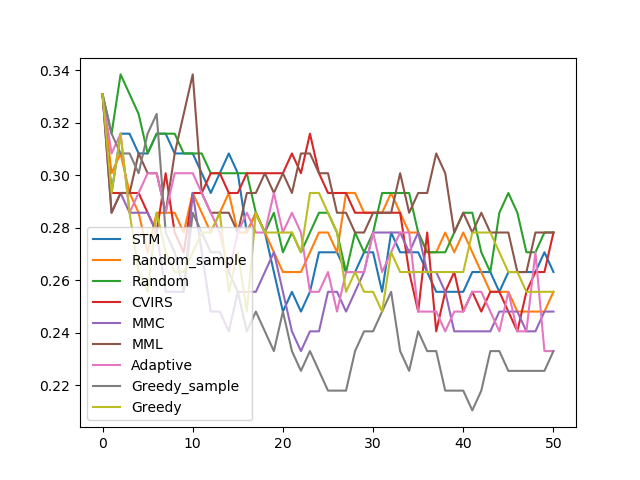 0.34
0.32
0.30
0.28
0.26
0.24
0.22
STM
Random_sample
Random
CVIRS
MMC
MML
Adaptive
Greedy_sample
Greedy
0 10 20 30 40 50